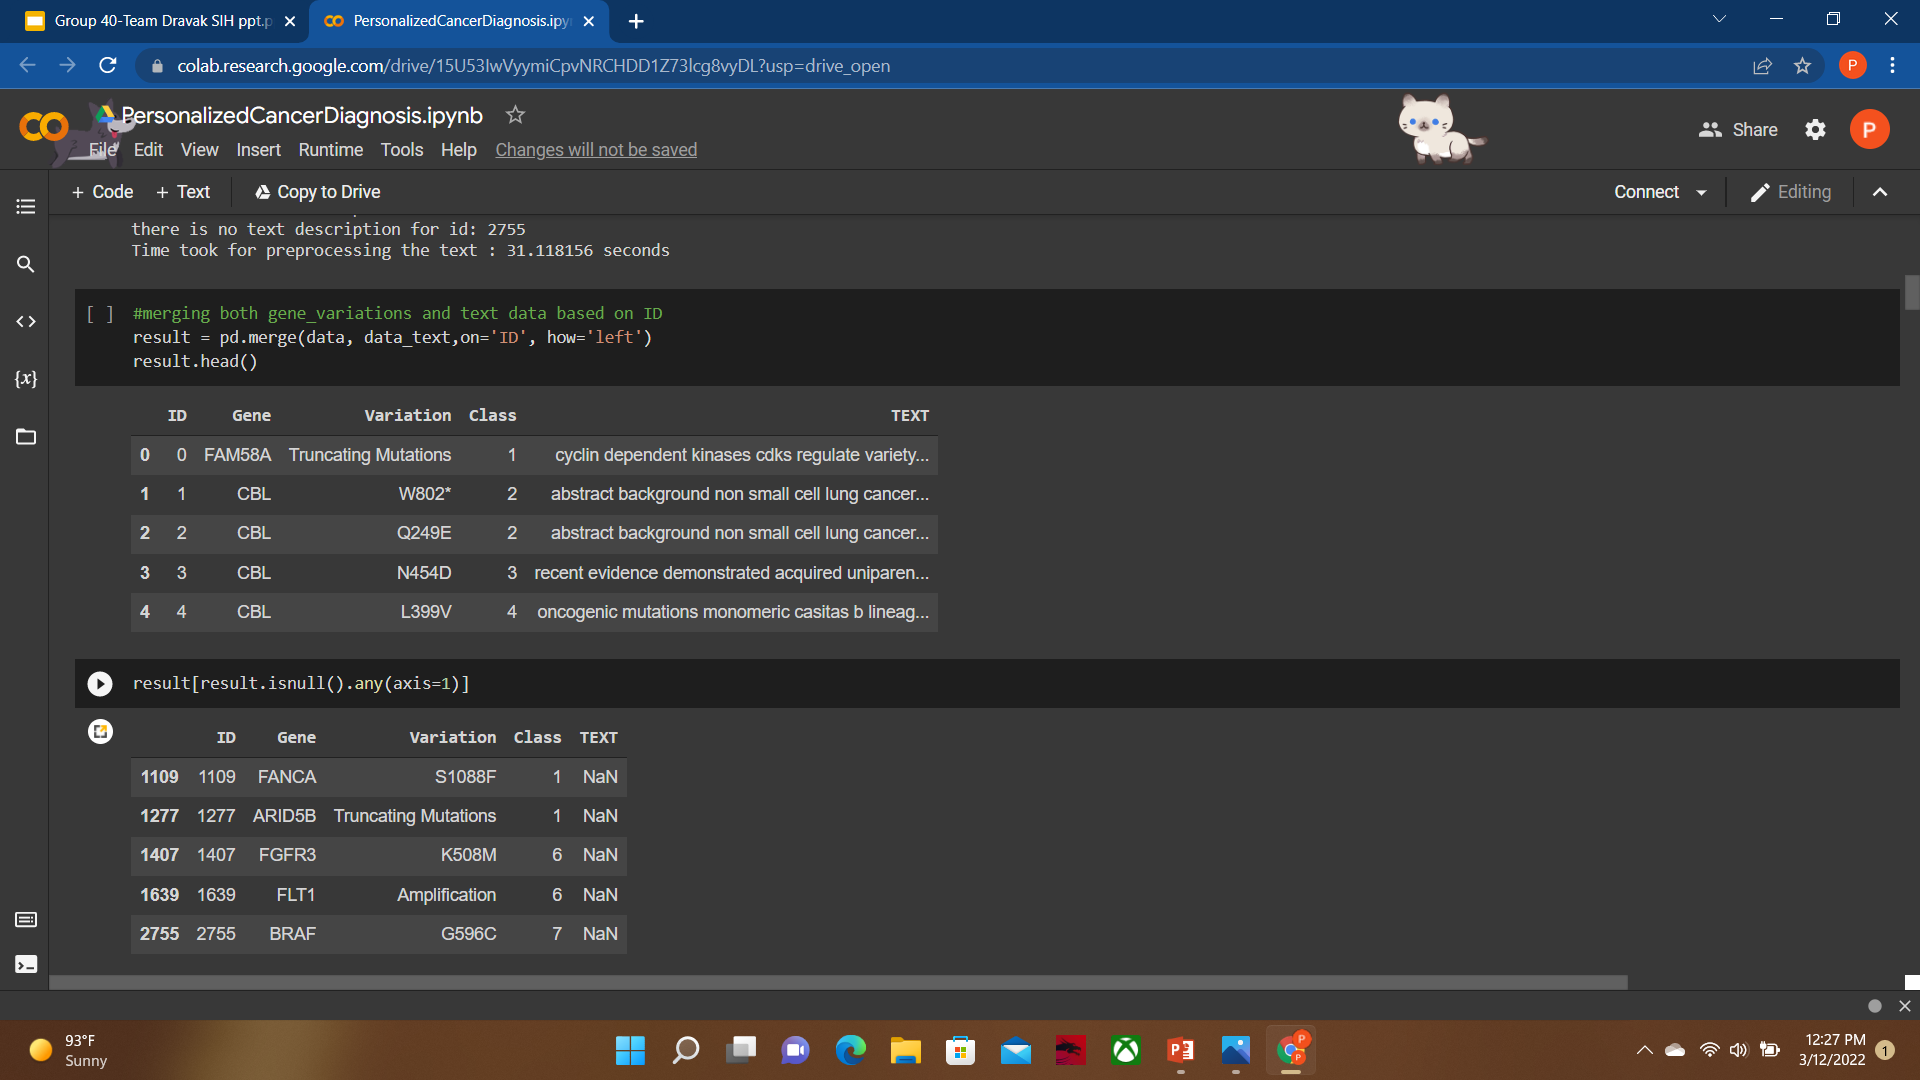 Group 40-Team Dravak SIH ppt.p
PersonalizedCancerDiagnosis.ipy
colab.research.google.com/drive/15U53IwVyymiCpvNRCHDD1Z73lcg8vyDL?usp=drive_open
P
PersonalizedCancerDiagnosis.ipynb
Share
P
File Edit View Insert Runtime Tools Help Changes will not be saved
+ Code + Text Copy to Drive
Connect Editing
there is no text description for id: 2755
Time took for preprocessing the text : 31.118156 seconds
[ ] #merging both gene_variations and text data based on ID
result = pd.merge(data, data_text,on='ID', how='left')
result.head()
ID Gene Variation Class TEXT
0 0 FAM58A Truncating Mutations 1 cyclin dependent kinases cdks regulate variety...
1 1 CBL W802* 2 abstract background non small cell lung cancer...
2 2 CBL Q249E 2 abstract background non small cell lung cancer...
3 3 CBL N454D 3 recent evidence demonstrated acquired uniparen...
4 4 CBL L399V 4 oncogenic mutations monomeric casitas b lineag...
result[result.isnull().any(axis=1)]
ID Gene Variation Class TEXT
1109 1109 FANCA S1088F 1 NaN
1277 1277 ARID5B Truncating Mutations 1 NaN
1407 1407 FGFR3 K508M 6 NaN
1639 1639 FLT1 Amplification 6 NaN
2755 2755 BRAF G596C 7 NaN
{x}
93°F
Sunny
12:27 PM
3/12/2022
1